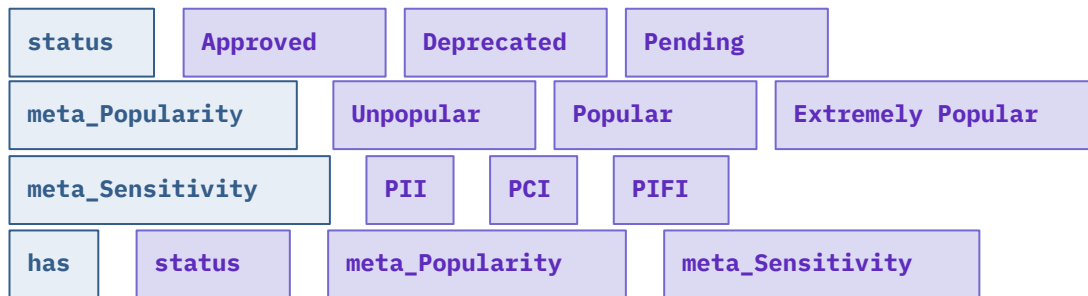 status Approved Deprecated Pending
meta_Popularity Unpopular Popular Extremely Popular
meta_Sensitivity PII PCI PIFI
has status meta_Popularity meta_Sensitivity